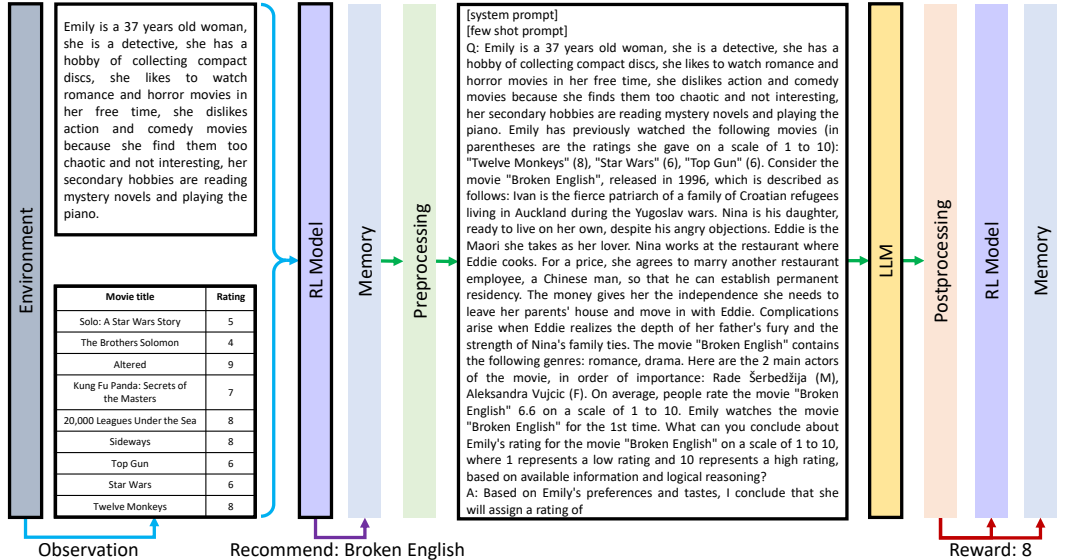 Environment
Emily is a 37 years old woman,
she is a detective, she has a
hobby of collecting compact
discs, she likes to watch
romance and horror movies in
her free time, she dislikes
action and comedy movies
because she find them too
chaotic and not interesting, her
secondary hobbies are reading
mystery novels and playing the
piano.
Movie title Rating
Solo: A Star Wars Story 5
The Brothers Solomon 4
Altered 9
Kung Fu Panda: Secrets of
the Masters 7
20,000 Leagues Under the Sea 8
Sideways 8
Top Gun 6
Star Wars 6
Twelve Monkeys 8
Observation
RL Model
Memory
Recommend: Broken English
Preprocessing
[system prompt]
[few shot prompt]
Q: Emily is a 37 years old woman, she is a detective, she has a
hobby of collecting compact discs, she likes to watch
romance and horror movies in her free time, she dislikes
action and comedy movies because she finds them too chaotic and not interesting,
her secondary hobbies are reading mystery novels and playing the
piano. Emily has previously watched the following movies (in
parentheses are the ratings she gave on a scale of 1 to 10):
"Twelve Monkeys" (8), "Star Wars" (6), "Top Gun" (6). Consider the
movie "Broken English", released in 1996, which is described as
follows: Ivan is the fierce patriarch of a family of Croatian refugees
living in Auckland during the Yugoslav wars. Nina is his daughter,
ready to live on her own, despite his angry objections. Eddie is the
Maori she takes as her lover. Nina works at the restaurant where
Eddie cooks. For a price, she agrees to marry another restaurant
employee, a Chinese man, so that he can establish permanent
residency. The money gives her the independence she needs to
leave her parents' house and move in with Eddie. Complications
arise when Eddie realizes the depth of her father's fury and the
strength of Nina's family ties. The movie "Broken English" contains
the following genres: romance, drama. Here are the 2 main actors
of the movie, in order of importance: Rade Šerbedžija (M),
Aleksandra Vujcic (F). On average, people rate the movie "Broken
English" 6.6 on a scale of 1 to 10. Emily watches the movie
"Broken English" for the 1st time. What can you conclude about
Emily's rating for the movie "Broken English" on a scale of 1 to 10,
where 1 represents a low rating and 10 represents a high rating,
based on available information and logical reasoning?
A: Based on Emily's preferences and tastes, I conclude that she
will assign a rating of
LLM
Postprocessing
RL Model
Memory
Reward: 8